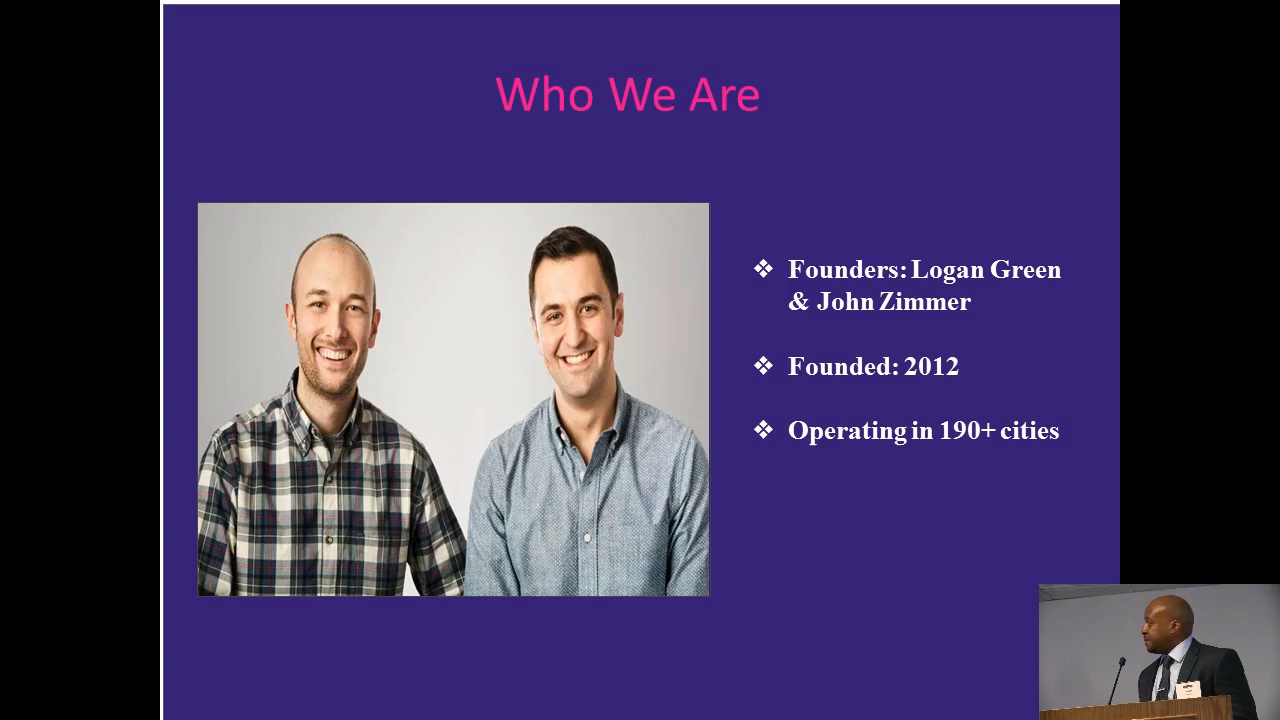 Who We Are
❖ Founders: Logan Green
& John Zimmer
❖ Founded: 2012
❖ Operating in 190+ cities